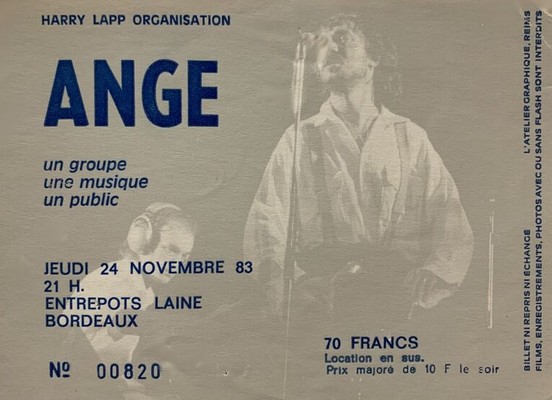 HARRY LAPP ORGANISATION
ANGE
un groupe
une musique
un public
JEUDI 24 NOVEMBRE 83
21 H.
ENTREPOTS LAINE
BORDEAUX
Nº 00820
70 FRANCS
Location en sus.
Prix majoré de 10 F le soir
BILLET NI REPRIS NI ÉCHANGÉ L'ATELIER GRAPHIQUE, REIMS
FILMS, ENREGISTREMENTS, PHOTOS AVEC OU SANS FLASH SONT INTERDITS